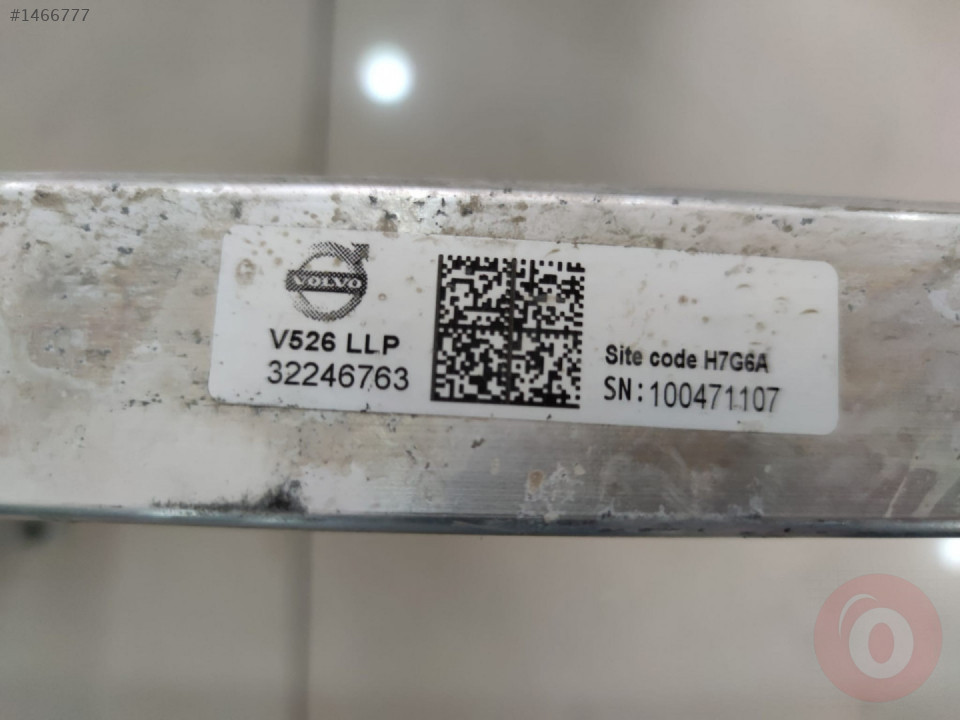 #1466777
VOLVO
V526 LLP
32246763
Site code H7G6A
SN:100471107
O